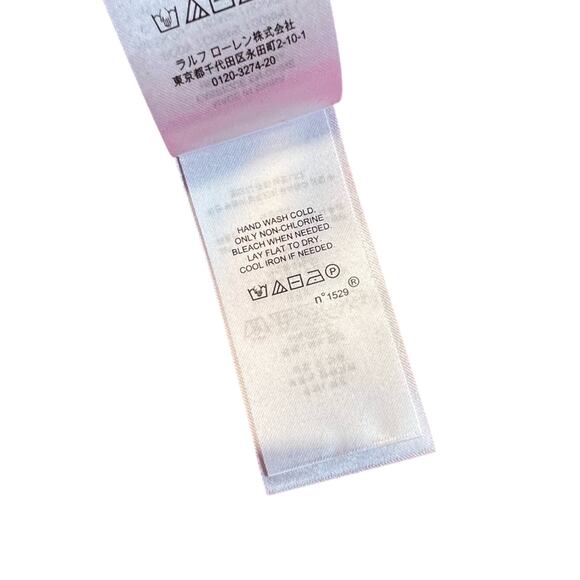 ラルフ ローレン株式会社
東京都千代田区永田町2-10-1
0120-3274-20
HAND WASH COLD.
ONLY NON-CHLORINE
BLEACH WHEN NEEDED.
LAY FLAT TO DRY.
COOL IRON IF NEEDED.
P
n° 1529 ®